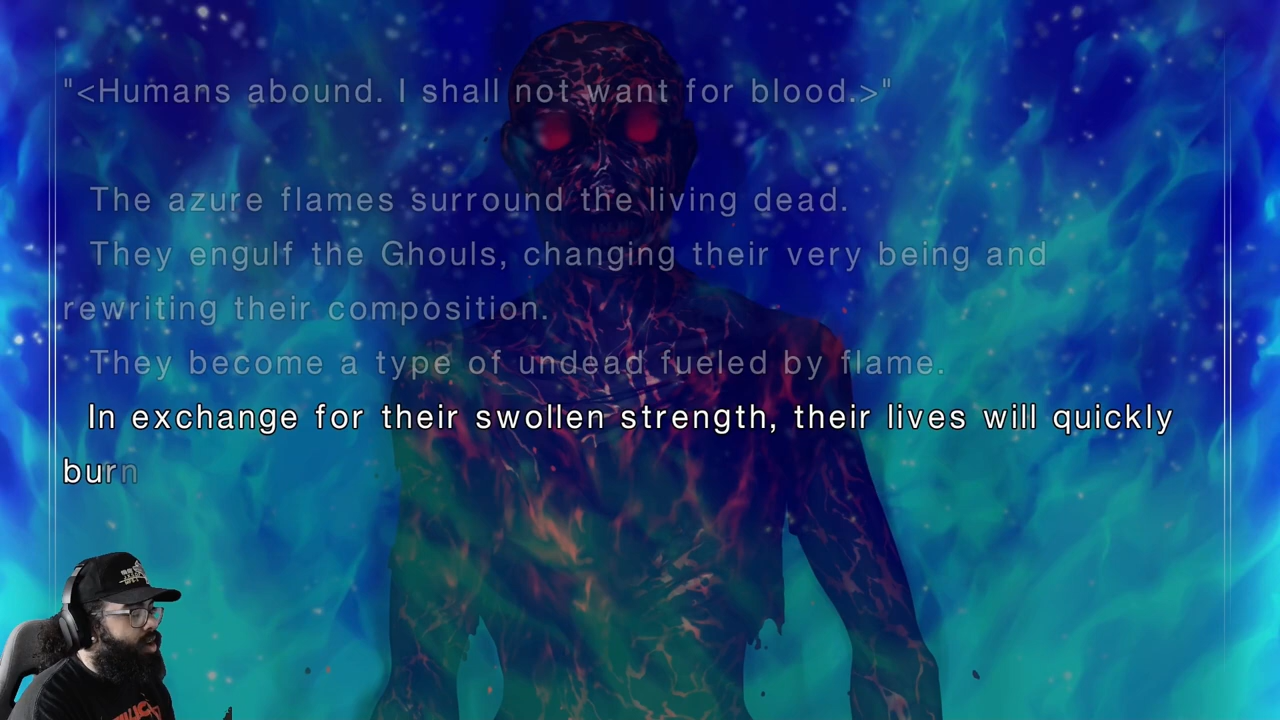 "<Humans abound. I shall not want for blood.>"
The azure flames surround the living dead.
They engulf the Ghouls, changing their very being and
rewriting their composition.
They become a type of undead fueled by flame.
In exchange for their swollen strength, their lives will quickly
burn